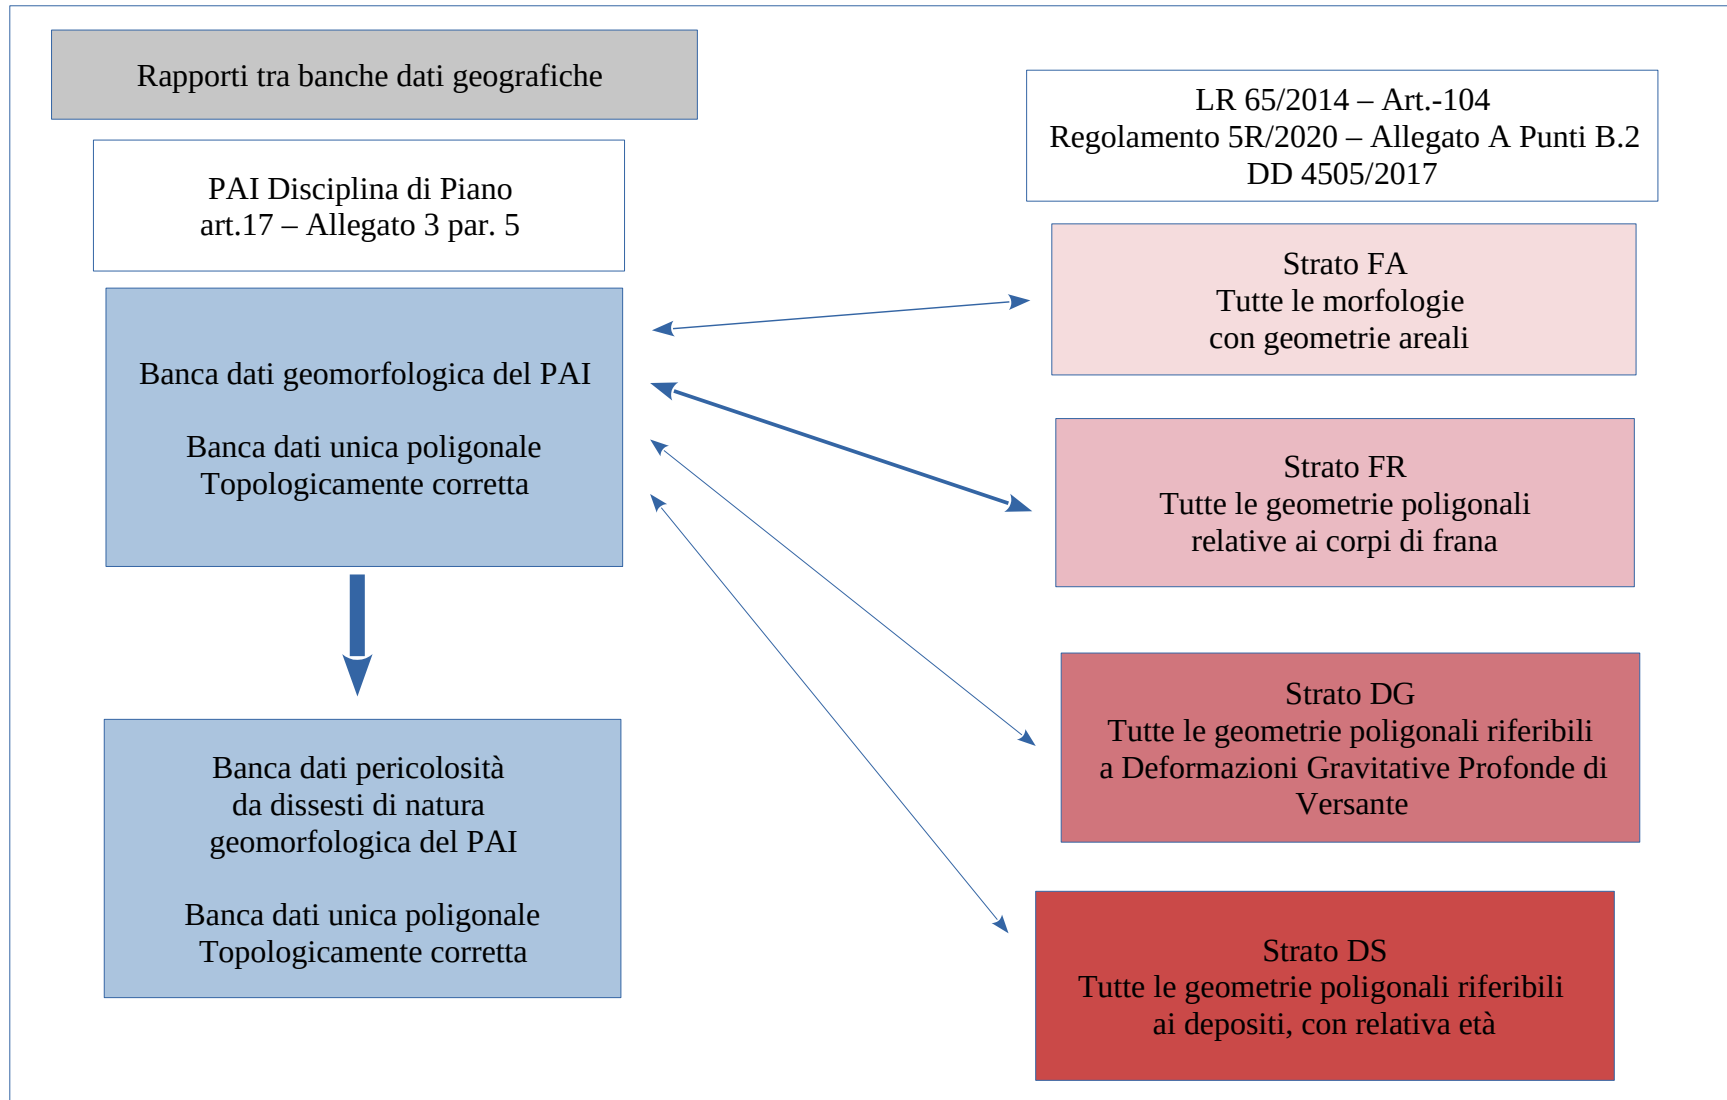 Rapporti tra banche dati geografiche
PAI Disciplina di Piano
art.17 – Allegato 3 par. 5
Banca dati geomorfologica del PAI
Banca dati unica poligonale
Topologicamente corretta
Banca dati pericolosità
da dissesti di natura
geomorfologica del PAI
Banca dati unica poligonale
Topologicamente corretta
LR 65/2014 – Art.-104
Regolamento 5R/2020 – Allegato A Punti B.2
DD 4505/2017
Strato FA
Tutte le morfologie
con geometrie areali
Strato FR
Tutte le geometrie poligonali
relative ai corpi di frana
Strato DG
Tutte le geometrie poligonali riferibili
a Deformazioni Gravitative Profonde di
Versante
Strato DS
Tutte le geometrie poligonali riferibili
ai depositi, con relativa età